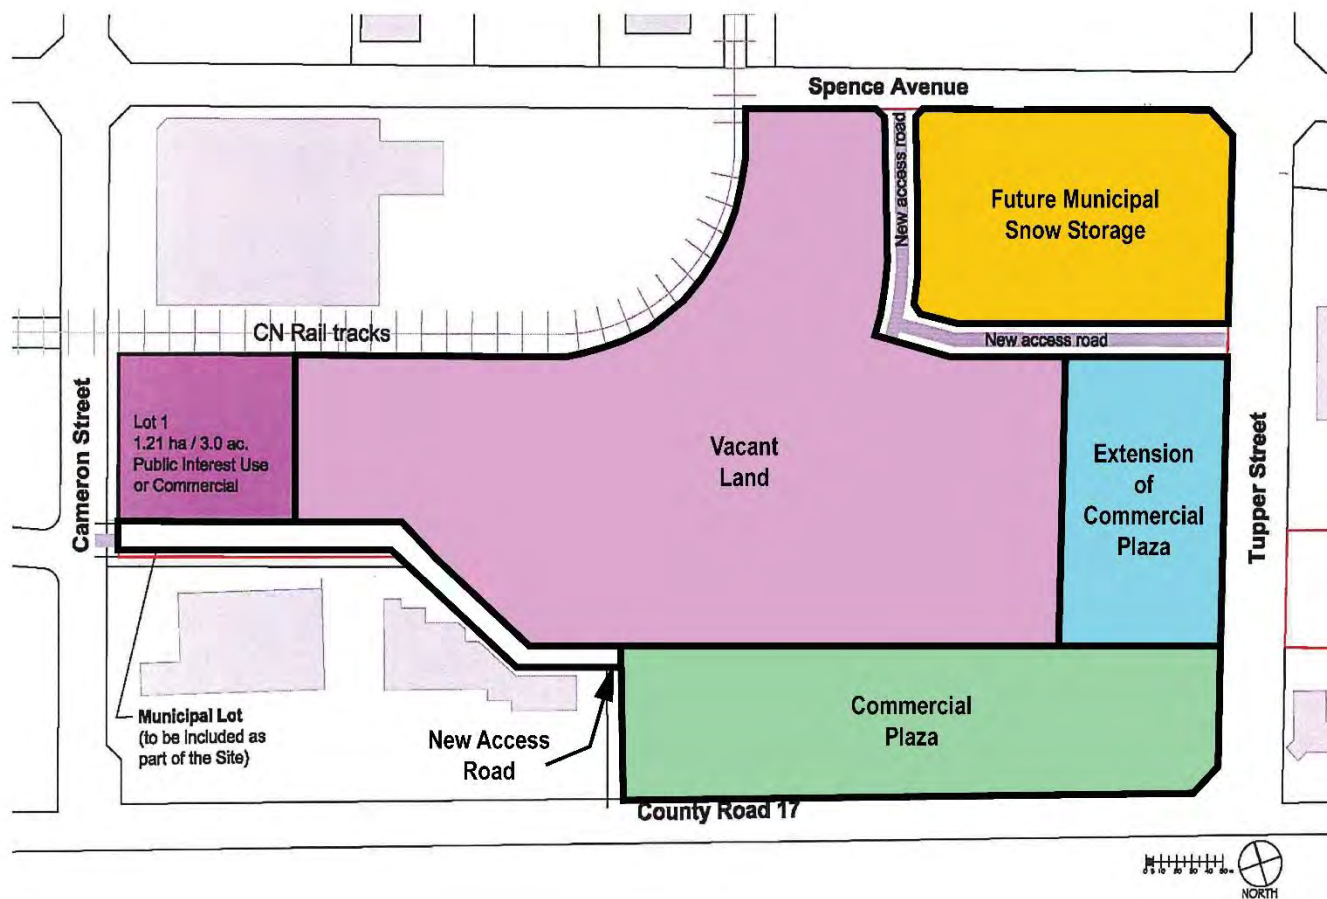 Spence Avenue
New access road
Future Municipal
Snow Storage
CN Rail tracks
New access road
Cameron Street
Lot 1
1.21 ha / 3.0 ac.
Public Interest Use
or Commercial
Vacant
Land
Extension
of
Commercial
Plaza
Tupper Street
Municipal Lot
(to be included as
part of the Site)
New Access
Road
Commercial
Plaza
County Road 17
NORTH